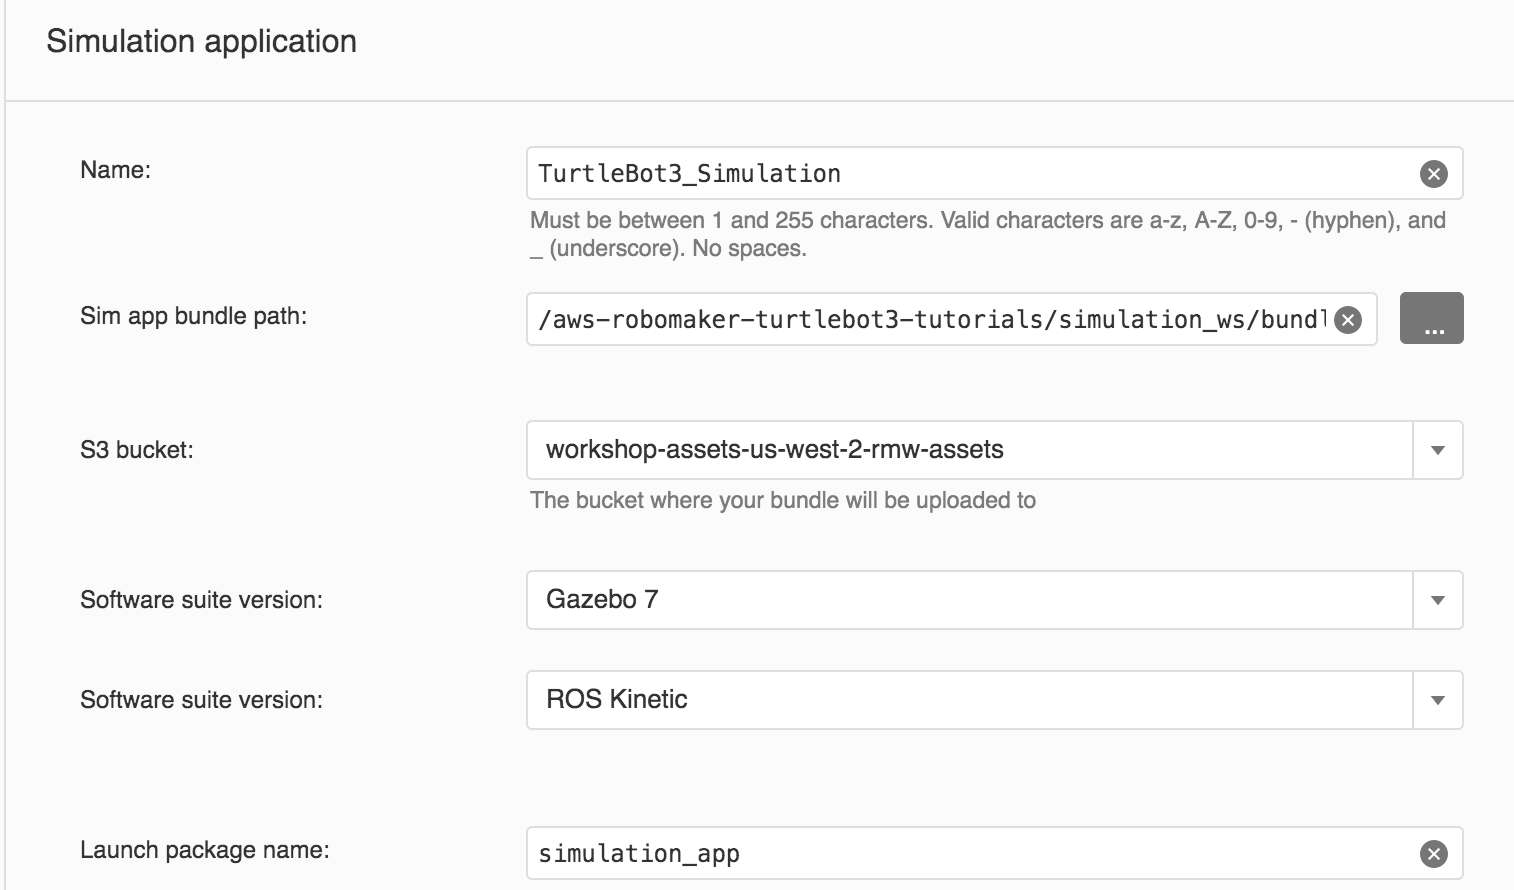 Simulation application
Name:
TurtleBot3_Simulation
Must be between 1 and 255 characters. Valid characters are a-z, A-Z, 0-9, - (hyphen), and
_ (underscore). No spaces.
Sim app bundle path:
/aws-robomaker-turtlebot3-tutorials/simulation_ws/bundl
...
S3 bucket:
workshop-assets-us-west-2-rmw-assets
The bucket where your bundle will be uploaded to
Software suite version:
Gazebo 7
Software suite version:
ROS Kinetic
Launch package name:
simulation_app